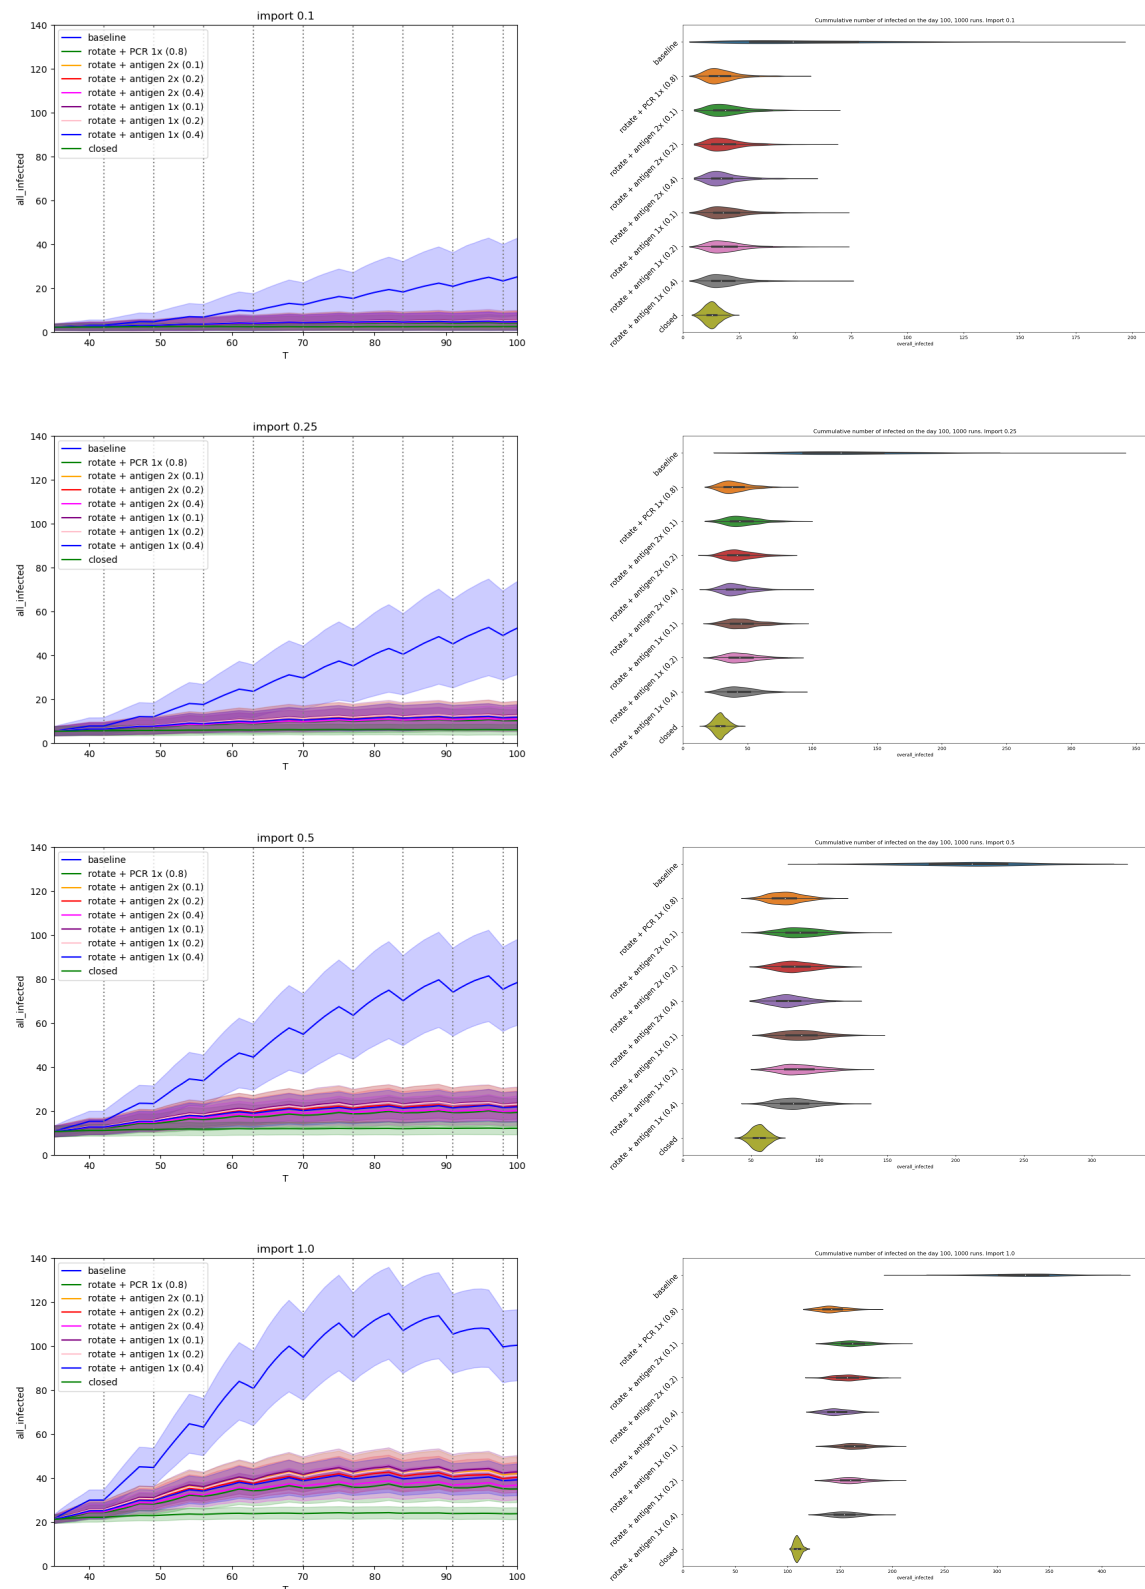 import 0.1
140
120
100
80
60
40
20
0
all_infected
baseline
rotate + PCR 1x (0.8)
rotate + antigen 2x (0.1)
rotate + antigen 2x (0.2)
rotate + antigen 2x (0.4)
rotate + antigen 1x (0.1)
rotate + antigen 1x (0.2)
rotate + antigen 1x (0.4)
closed
40 50 60 70 80 90 100
T
Cummulative number of infected on the day 100, 1000 runs. Import 0.1
baseline
rotate + PCR 1x (0.8)
rotate + antigen 2x (0.1)
rotate + antigen 2x (0.2)
rotate + antigen 2x (0.4)
rotate + antigen 1x (0.1)
rotate + antigen 1x (0.2)
rotate + antigen 1x (0.4)
closed
0 25 50 75 100 125 150 175 200
overall_infected
import 0.25
140
120
100
80
60
40
20
0
all_infected
baseline
rotate + PCR 1x (0.8)
rotate + antigen 2x (0.1)
rotate + antigen 2x (0.2)
rotate + antigen 2x (0.4)
rotate + antigen 1x (0.1)
rotate + antigen 1x (0.2)
rotate + antigen 1x (0.4)
closed
40 50 60 70 80 90 100
T
Cummulative number of infected on the day 100, 1000 runs. Import 0.25
baseline
rotate + PCR 1x (0.8)
rotate + antigen 2x (0.1)
rotate + antigen 2x (0.2)
rotate + antigen 2x (0.4)
rotate + antigen 1x (0.1)
rotate + antigen 1x (0.2)
rotate + antigen 1x (0.4)
closed
0 50 100 150 200 250 300 350
overall_infected
import 0.5
140
120
100
80
60
40
20
0
all_infected
baseline
rotate + PCR 1x (0.8)
rotate + antigen 2x (0.1)
rotate + antigen 2x (0.2)
rotate + antigen 2x (0.4)
rotate + antigen 1x (0.1)
rotate + antigen 1x (0.2)
rotate + antigen 1x (0.4)
closed
40 50 60 70 80 90 100
T
Cummulative number of infected on the day 100, 1000 runs. Import 0.5
baseline
rotate + PCR 1x (0.8)
rotate + antigen 2x (0.1)
rotate + antigen 2x (0.2)
rotate + antigen 2x (0.4)
rotate + antigen 1x (0.1)
rotate + antigen 1x (0.2)
rotate + antigen 1x (0.4)
closed
0 50 100 150 200 250 300
overall_infected
import 1.0
140
120
100
80
60
40
20
0
all_infected
baseline
rotate + PCR 1x (0.8)
rotate + antigen 2x (0.1)
rotate + antigen 2x (0.2)
rotate + antigen 2x (0.4)
rotate + antigen 1x (0.1)
rotate + antigen 1x (0.2)
rotate + antigen 1x (0.4)
closed
40 50 60 70 80 90 100
T
Cummulative number of infected on the day 100, 1000 runs. Import 1.0
baseline
rotate + PCR 1x (0.8)
rotate + antigen 2x (0.1)
rotate + antigen 2x (0.2)
rotate + antigen 2x (0.4)
rotate + antigen 1x (0.1)
rotate + antigen 1x (0.2)
rotate + antigen 1x (0.4)
closed
0 50 100 150 200 250 300 350 400
overall_infected